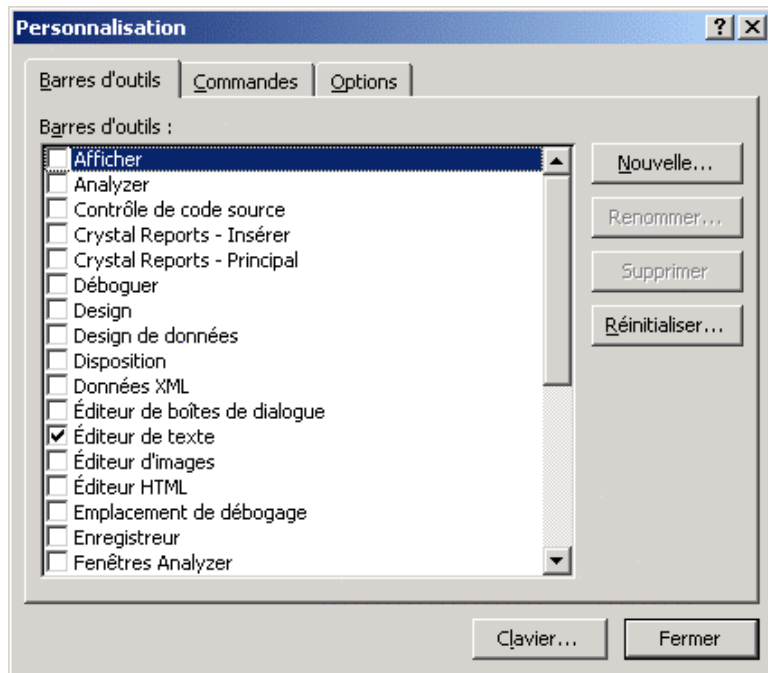 Personnalisation
Barres d'outils
Commandes
Options
Barres d'outils :
Afficher
Analyzer
Contrôle de code source
Crystal Reports - Insérer
Crystal Reports - Principal
Déboguer
Design
Design de données
Disposition
Données XML
Éditeur de boîtes de dialogue
Éditeur de texte
Éditeur d'images
Éditeur HTML
Emplacement de débogage
Enregistreur
Fenêtres Analyzer
Nouvelle...
Renommer...
Supprimer
Réinitialiser...
Clavier...
Fermer